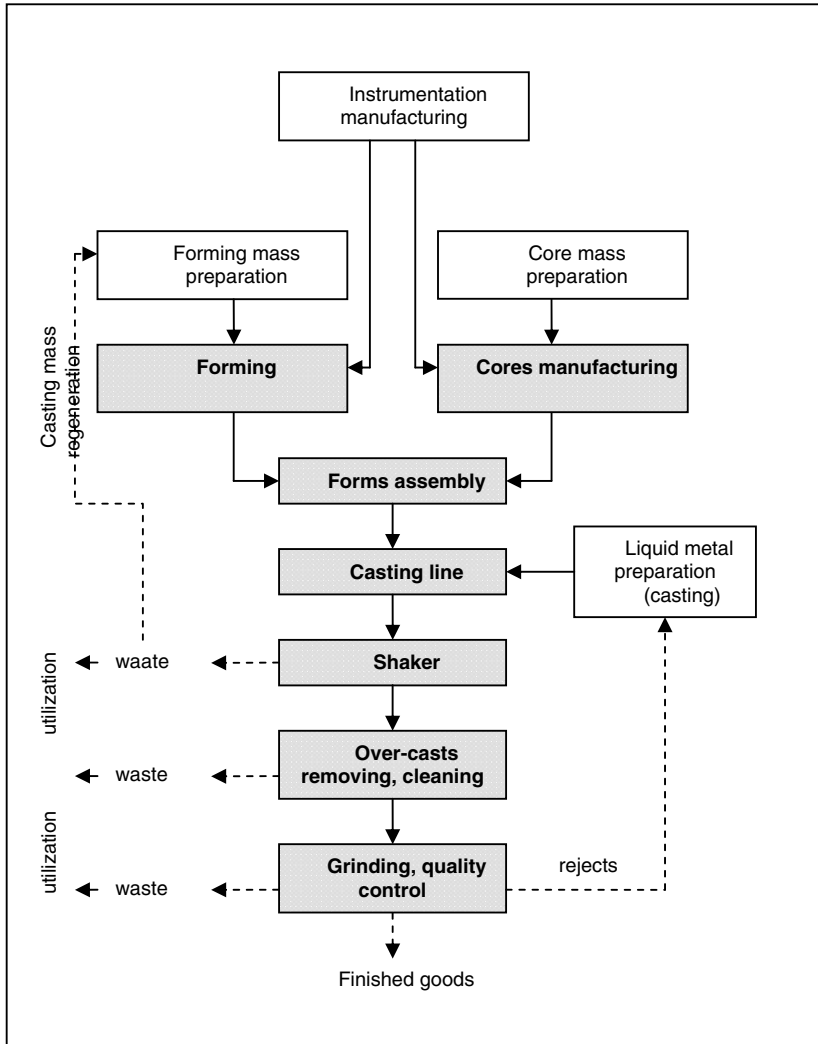 Instrumentation
manufacturing
Forming mass
preparation
Core mass
preparation
Casting mass
regeneration
Forming
Cores manufacturing
Forms assembly
Casting line
Liquid metal
preparation
(casting)
utilization
waate
Shaker
waste
Over-casts
removing, cleaning
utilization
waste
Grinding, quality
control
rejects
Finished goods